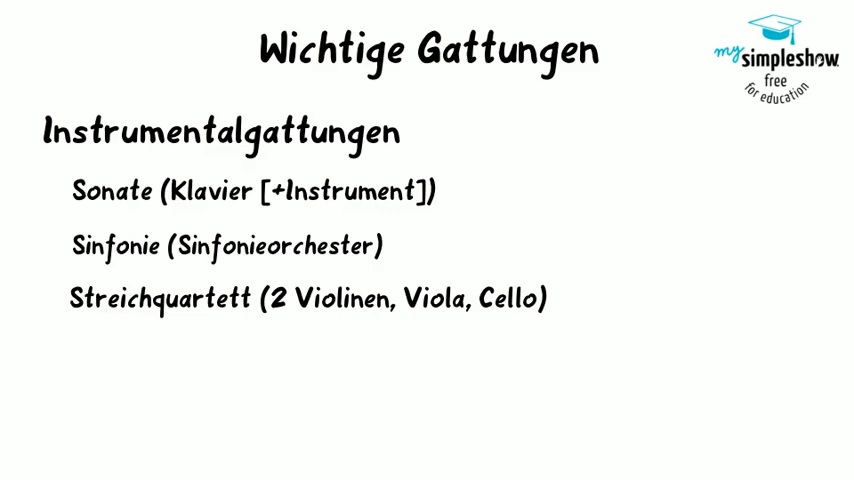 Wichtige Gattungen
my simpleshow.
free
for education
Instrumentalgattungen
Sonate (Klavier [+Instrument])
Sinfonie (Sinfonieorchester)
Streichquartett (2 Violinen, Viola, Cello)